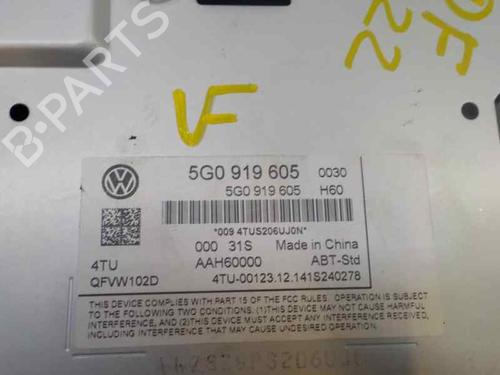 VF
22
5G0 919 605 0030
5G0 919 605 H60
*009 4TUS206UJ0N*
000 31S Made in China
4TU AAH60000 ABT-Std
QFVW102D 4TU-00123.12.141S240278
THIS DEVICE COMPLIES WITH PART 15 OF THE FCC RULES. OPERATION IS SUBJECT
TO THE FOLLOWING TWO CONDITIONS. (1)THIS DEVICE MAY NOT CAUSE HARMFUL
INTERFERENCE, AND (2) THIS DEVICE MUST ACCEPT ANY INTERFERENCE
RECEIVED, INCLUDING INTERFERENCE THAT MAY CAUSE UNDESIRED OPERATION.
B-PARTS